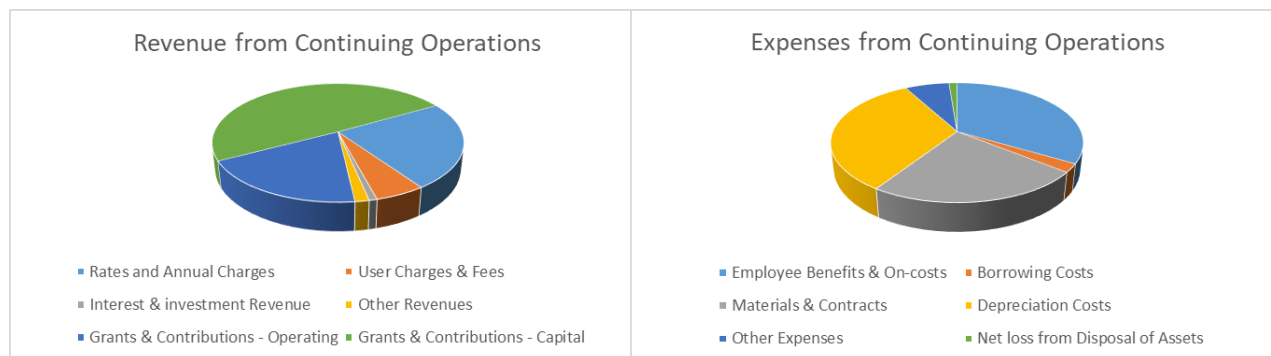 Revenue from Continuing Operations
Rates and Annual Charges
User Charges & Fees
Interest & investment Revenue
Other Revenues
Grants & Contributions - Operating
Grants & Contributions - Capital
Expenses from Continuing Operations
Employee Benefits & On-costs
Borrowing Costs
Materials & Contracts
Depreciation Costs
Other Expenses
Net loss from Disposal of Assets